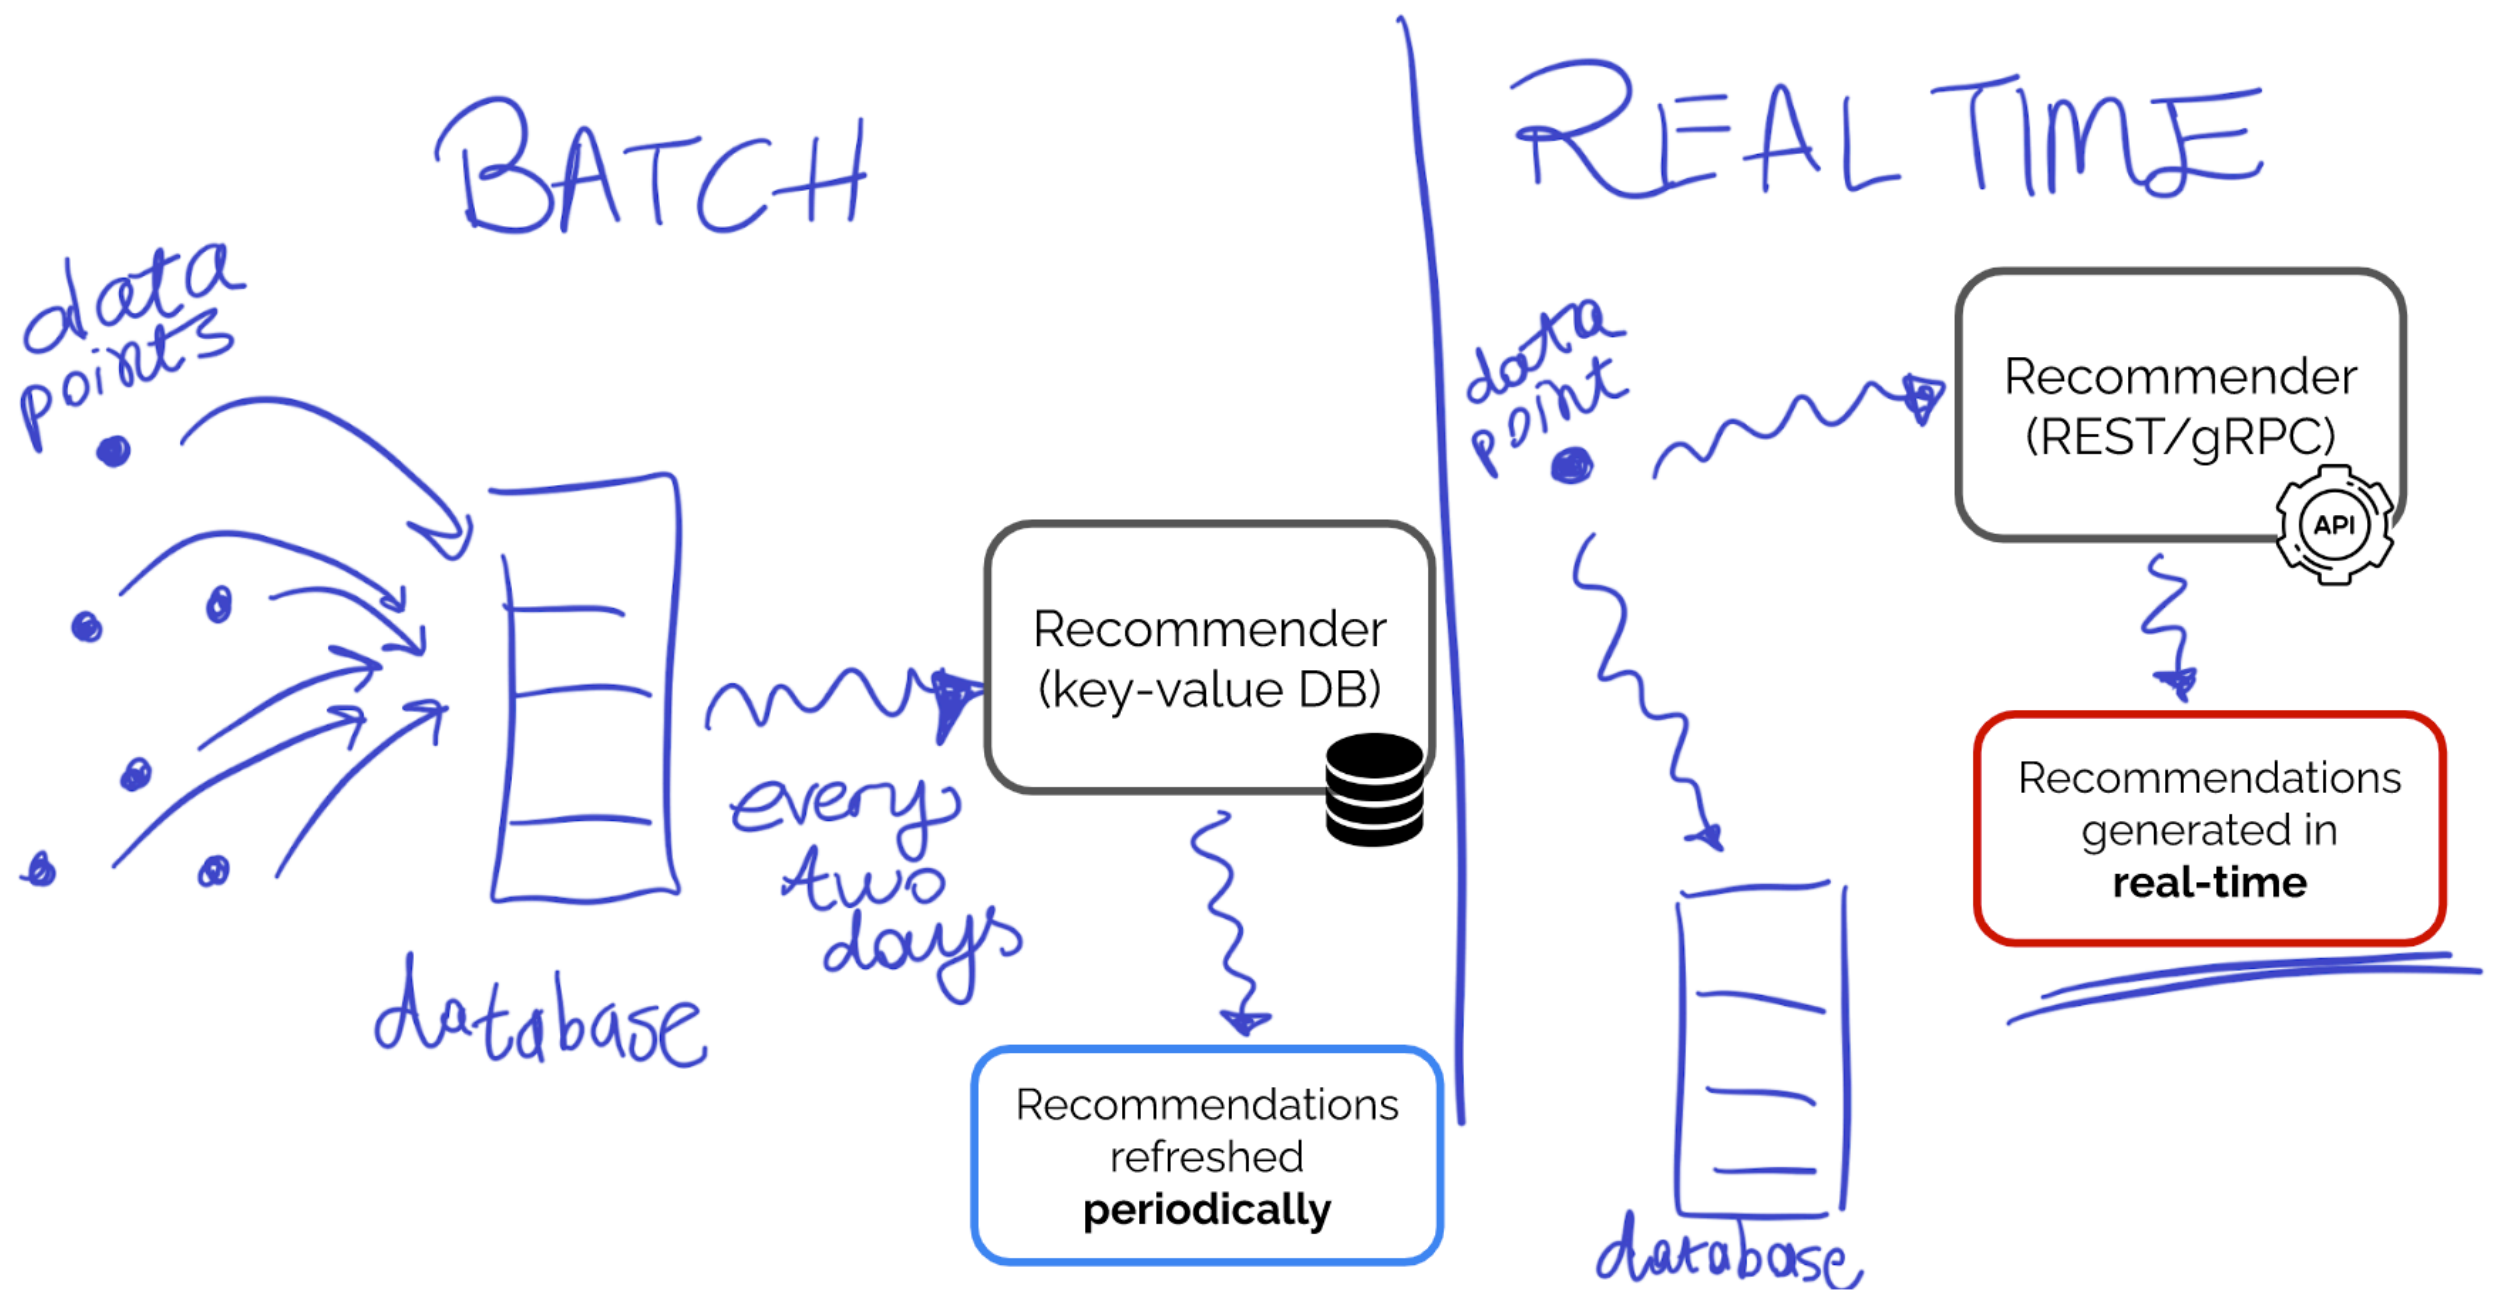 BATCH
data
points
database
every
two
days
Recommender
(key-value DB)
Recommendations
refreshed
periodically
REAL TIME
data
point
Recommender
(REST/gRPC)
API
Recommendations
generated in
real-time
database